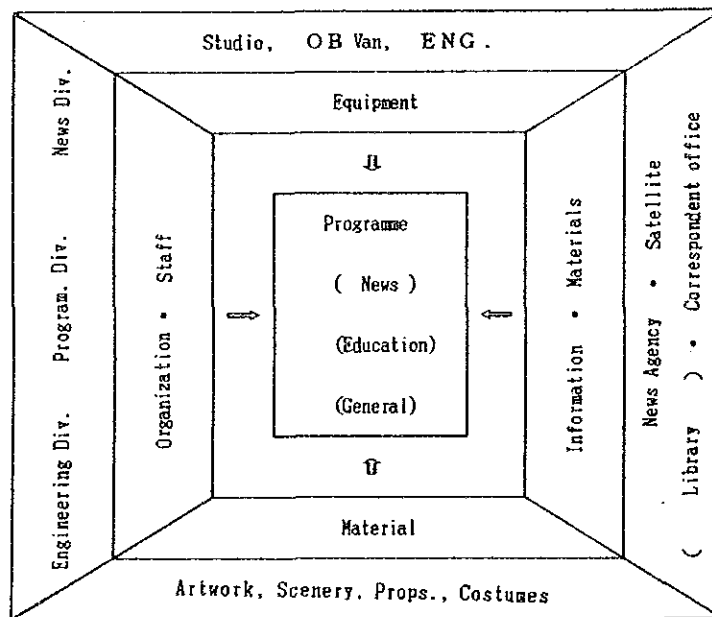 Studio, OB Van, ENG.
Equipment
News Div.
Program. Div.
Engineering Div.
Organization • Staff
Programme
( News )
(Education)
(General)
Information • Materials
News Agency • Satellite
( Library ) • Correspondent office
Material
Artwork, Scenery, Props., Costumes